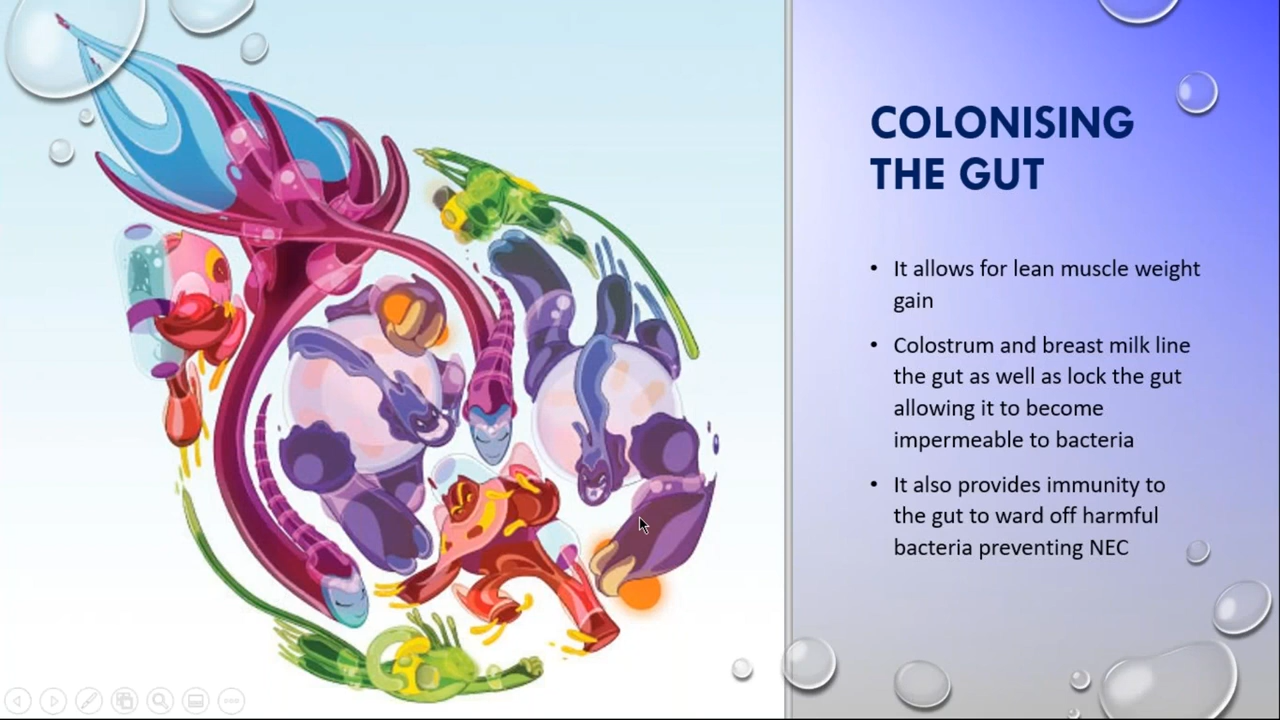 COLONISING
THE GUT
• It allows for lean muscle weight
gain
• Colostrum and breast milk line
the gut as well as lock the gut
allowing it to become
impermeable to bacteria
• It also provides immunity to
the gut to ward off harmful
bacteria preventing NEC